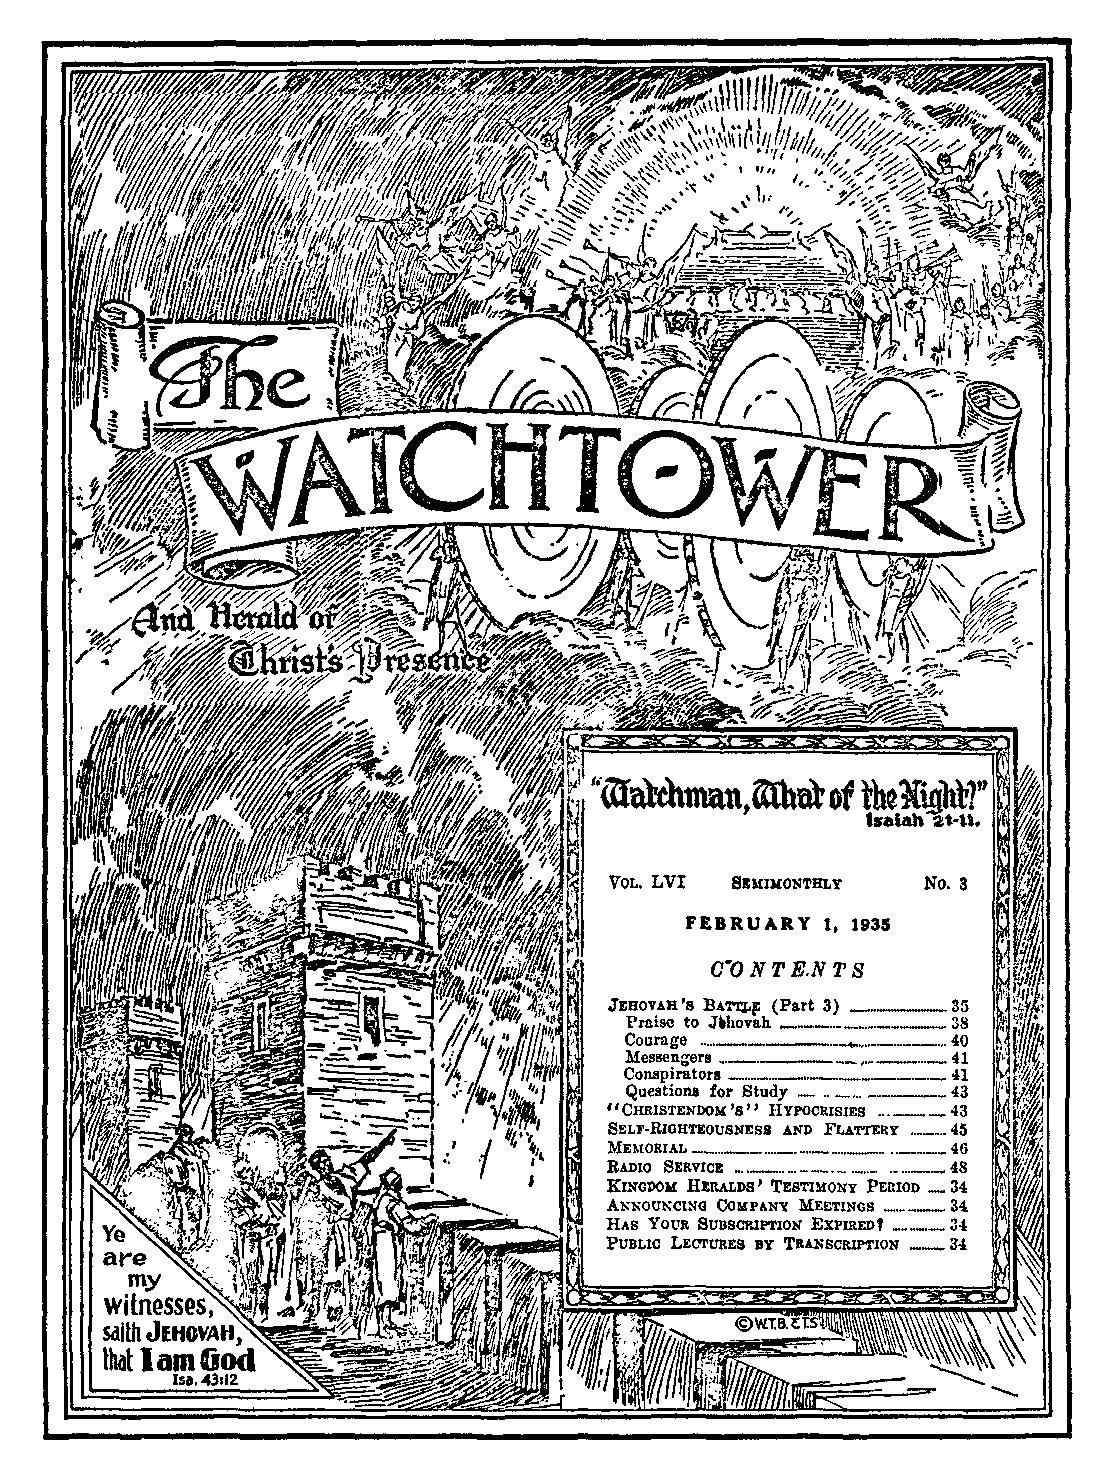 The
WATCHTOWER
And Herald of
Christ's Presence
"Watchman, What of the Night?"
Isaiah 21-11.
VOL. LVI SEMIMONTHLY No. 3
FEBRUARY 1, 1935
CONTENTS
JEHOVAH'S BATTLE (Part 3) 35
Praise to Jehovah 38
Courage 40
Messengers 41
Conspirators 41
Questions for Study 43
"CHRISTENDOM'S" HYPOCRISIES 43
SELF-RIGHTEOUSNESS AND FLATTERY 45
MEMORIAL 46
RADIO SERVICE 48
KINGDOM HERALDS' TESTIMONY PERIOD 34
ANNOUNCING COMPANY MEETINGS 34
HAS YOUR SUBSCRIPTION EXPIRED? 34
PUBLIC LECTURES BY TRANSCRIPTION 34
©W.T.B. & T.S.
Ye
are
my
witnesses,
saith JEHOVAH,
that I am God
Isa. 43:12